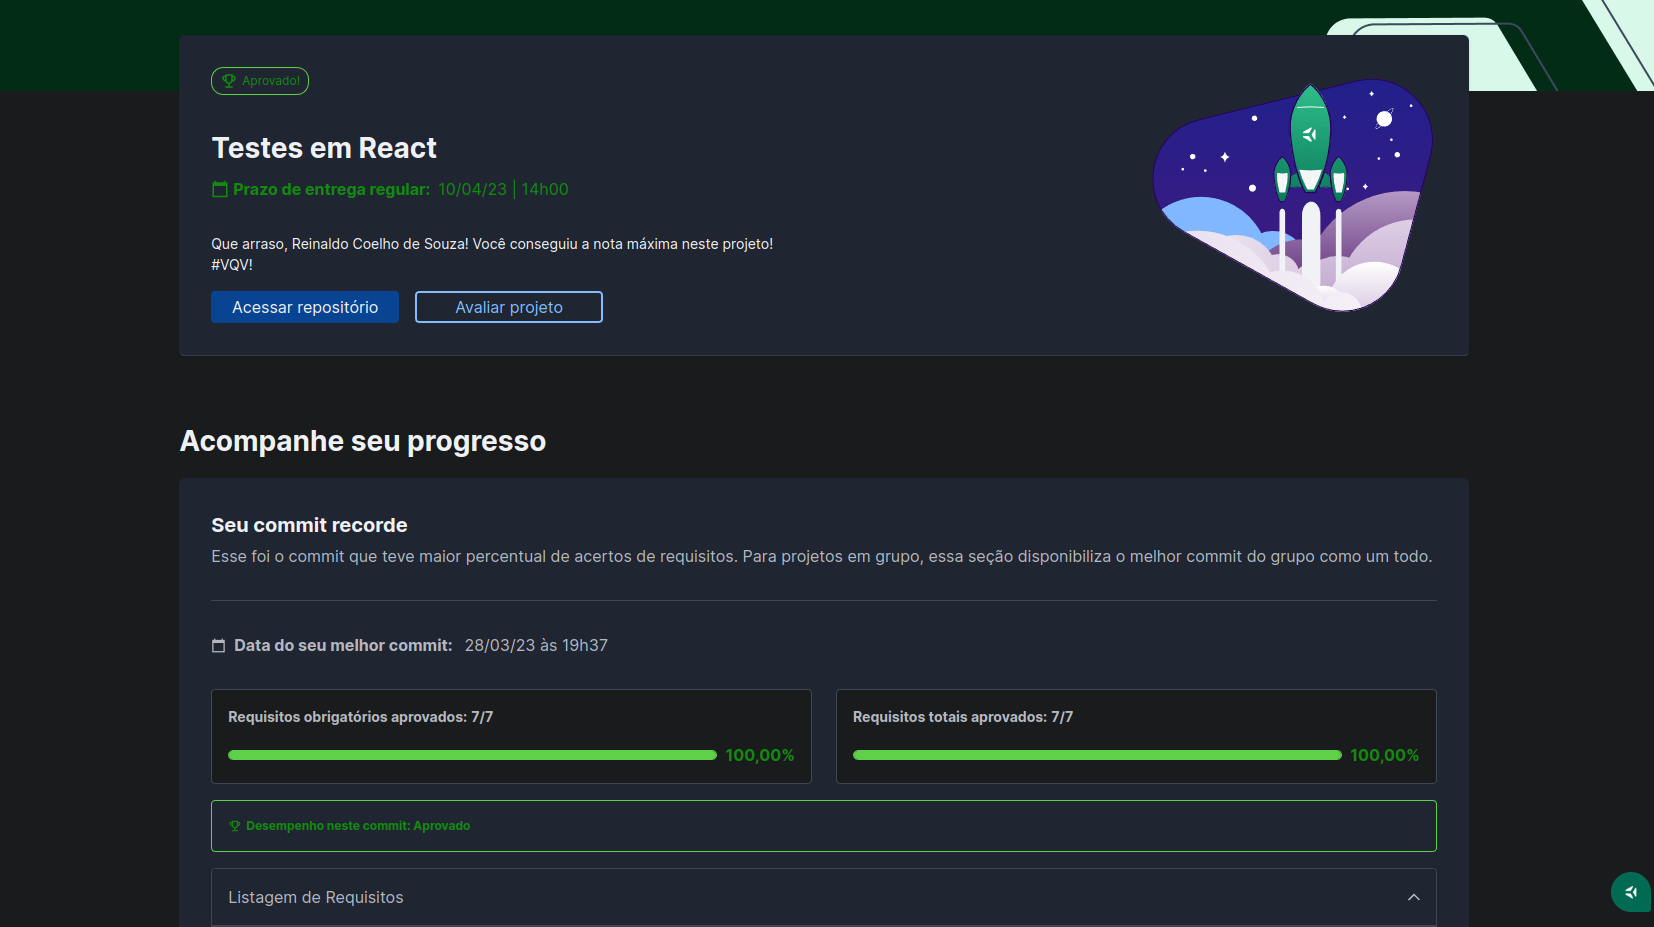 Aprovado!
Testes em React
Prazo de entrega regular: 10/04/23 | 14h00
Que arraso, Reinaldo Coelho de Souza! Você conseguiu a nota máxima neste projeto!
#VQV!
Acessar repositório Avaliar projeto
Acompanhe seu progresso
Seu commit recorde
Esse foi o commit que teve maior percentual de acertos de requisitos. Para projetos em grupo, essa seção disponibiliza o melhor commit do grupo como um todo.
Data do seu melhor commit: 28/03/23 às 19h37
Requisitos obrigatórios aprovados: 7/7
100,00%
Requisitos totais aprovados: 7/7
100,00%
Desempenho neste commit: Aprovado
Listagem de Requisitos